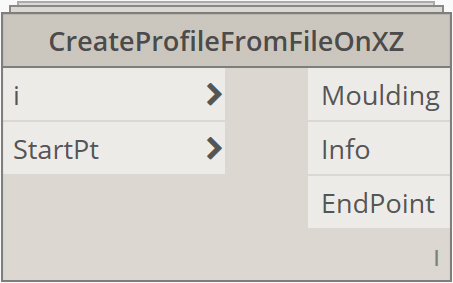 CreateProfileFromFileOnXZ
i
Moulding
StartPt
Info
EndPoint
I